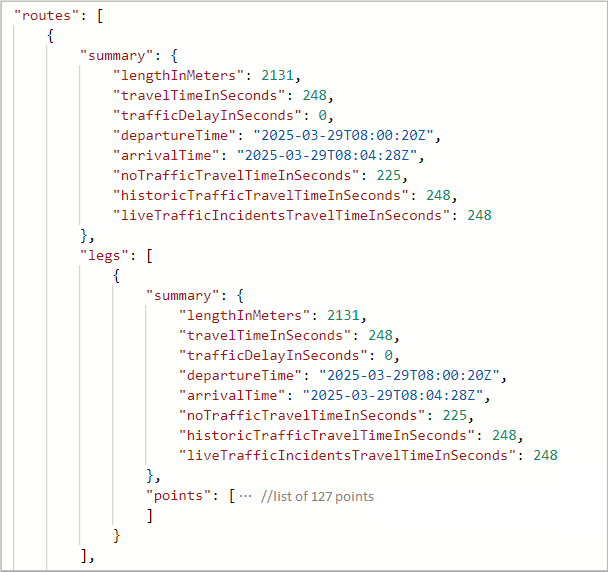 "routes": [
{
"summary": {
"lengthInMeters": 2131,
"travelTimeInSeconds": 248,
"trafficDelayInSeconds": 0,
"departureTime": "2025-03-29T08:00:20Z",
"arrivalTime": "2025-03-29T08:04:28Z",
"noTrafficTravelTimeInSeconds": 225,
"historicTrafficTravelTimeInSeconds": 248,
"liveTrafficIncidentsTravelTimeInSeconds": 248
},
"legs": [
{
"summary": {
"lengthInMeters": 2131,
"travelTimeInSeconds": 248,
"trafficDelayInSeconds": 0,
"departureTime": "2025-03-29T08:00:20Z",
"arrivalTime": "2025-03-29T08:04:28Z",
"noTrafficTravelTimeInSeconds": 225,
"historicTrafficTravelTimeInSeconds": 248,
"liveTrafficIncidentsTravelTimeInSeconds": 248
},
"points": [ ··· //list of 127 points
]
}
],